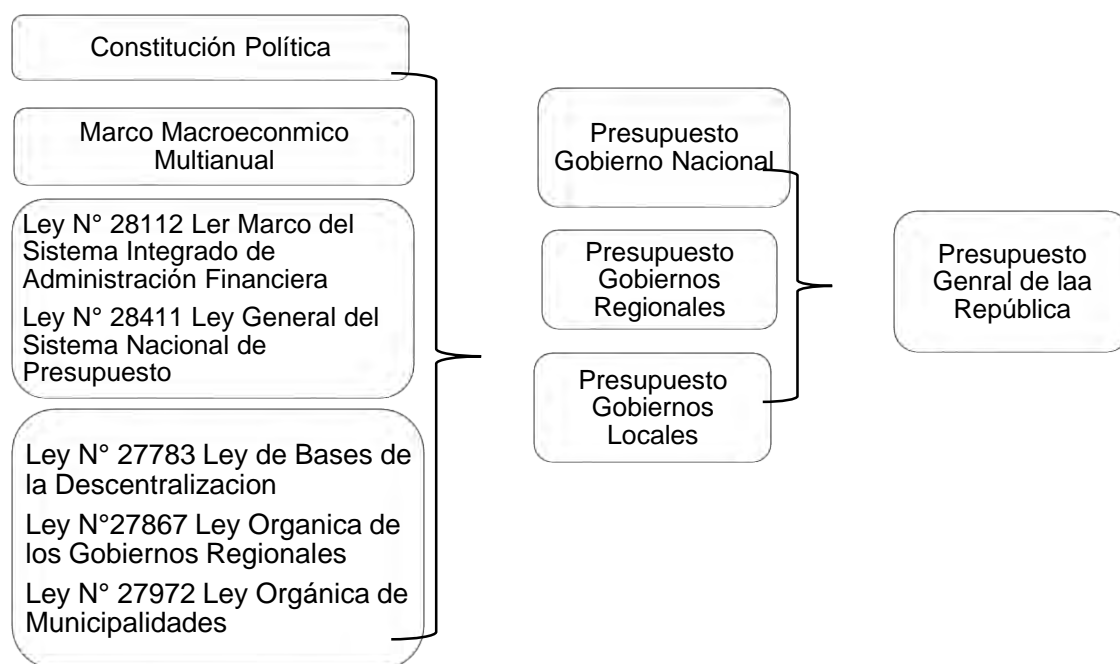 Constitución Política
Marco Macroeconmico
Multianual
Ley N° 28112 Ler Marco del
Sistema Integrado de
Administración Financiera
Ley N° 28411 Ley General del
Sistema Nacional de
Presupuesto
Ley N° 27783 Ley de Bases de
la Descentralizacion
Ley N°27867 Ley Organica de
los Gobiernos Regionales
Ley N° 27972 Ley Orgánica de
Municipalidades
Presupuesto
Gobierno Nacional
Presupuesto
Gobiernos
Regionales
Presupuesto
Gobiernos
Locales
Presupuesto
Genral de laa
República